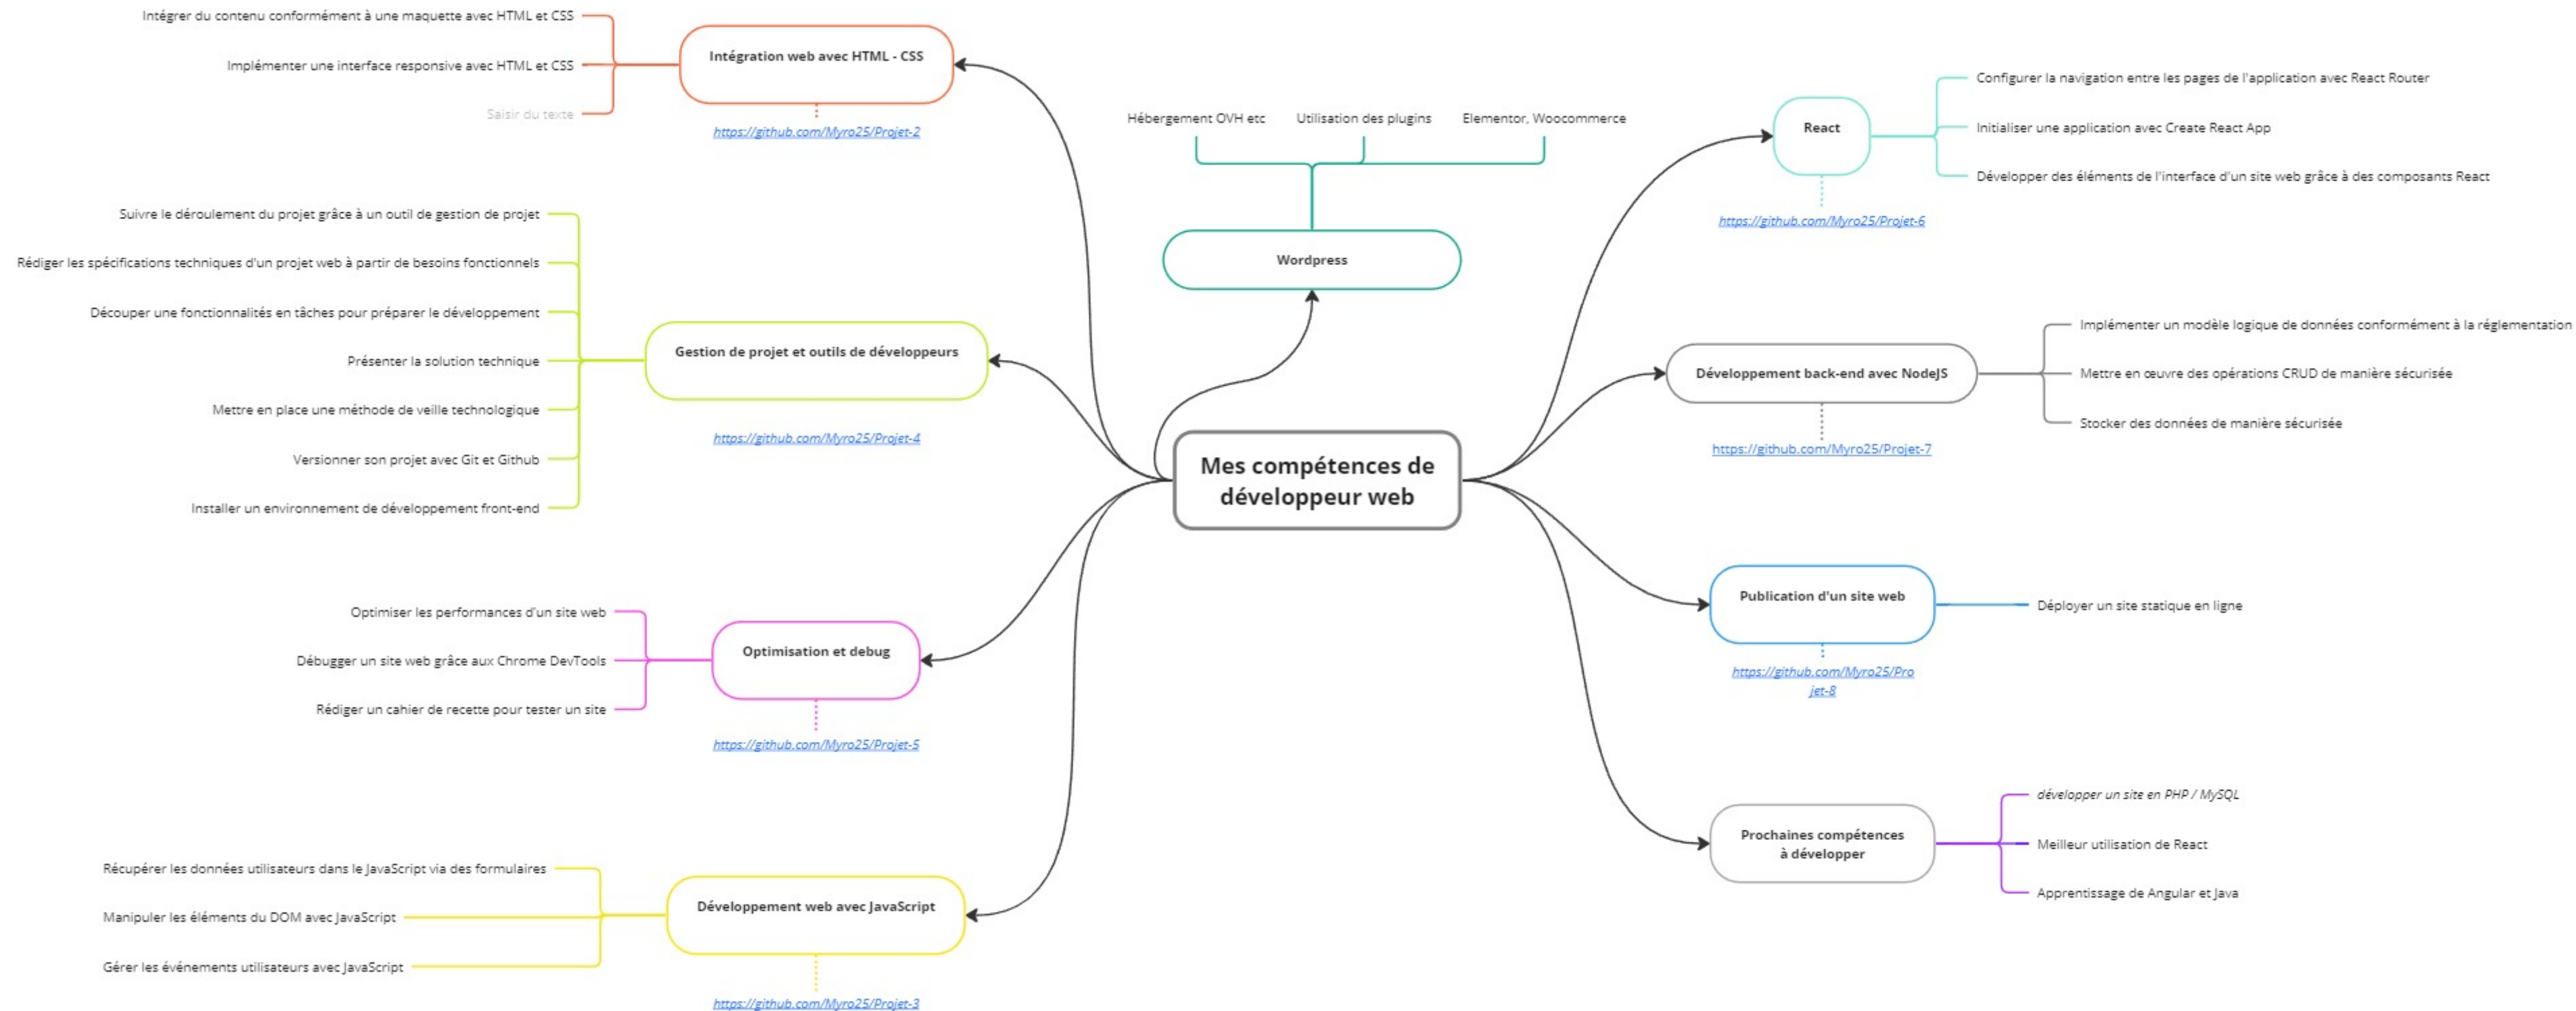 Intégrer du contenu conformément à une maquette avec HTML et CSS
Implémenter une interface responsive avec HTML et CSS
Saisir du texte
Intégration web avec HTML - CSS
https://github.com/Myro25/Projet-2
Suivre le déroulement du projet grâce à un outil de gestion de projet
Rédiger les spécifications techniques d'un projet web à partir de besoins fonctionnels
Découper une fonctionnalités en tâches pour préparer le développement
Présenter la solution technique
Mettre en place une méthode de veille technologique
Versionner son projet avec Git et Github
Installer un environnement de développement front-end
Gestion de projet et outils de développeurs
https://github.com/Myro25/Projet-4
Optimiser les performances d'un site web
Débugger un site web grâce aux Chrome DevTools
Rédiger un cahier de recette pour tester un site
Optimisation et debug
https://github.com/Myro25/Projet-5
Récupérer les données utilisateurs dans le JavaScript via des formulaires
Manipuler les éléments du DOM avec JavaScript
Gérer les événements utilisateurs avec JavaScript
Développement web avec JavaScript
https://github.com/Myro25/Projet-3
Hébergement OVH etc
Utilisation des plugins
Elementor, Woocommerce
Wordpress
Mes compétences de
développeur web
React
https://github.com/Myro25/Projet-6
Configurer la navigation entre les pages de l'application avec React Router
Initialiser une application avec Create React App
Développer des éléments de l'interface d'un site web grâce à des composants React
Développement back-end avec NodeJS
https://github.com/Myro25/Projet-7
Implémenter un modèle logique de données conformément à la réglementation
Mettre en œuvre des opérations CRUD de manière sécurisée
Stocker des données de manière sécurisée
Publication d'un site web
https://github.com/Myro25/Pro
jet-8
Déployer un site statique en ligne
Prochaines compétences
à développer
développer un site en PHP / MySQL
Meilleur utilisation de React
Apprentissage de Angular et Java